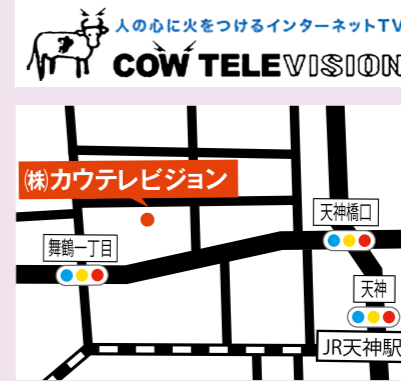 人の心に火をつけるインターネットTV
COW TELEVISION
㈱カウテレビジョン
天神橋口
舞鶴一丁目
天神
JR天神駅